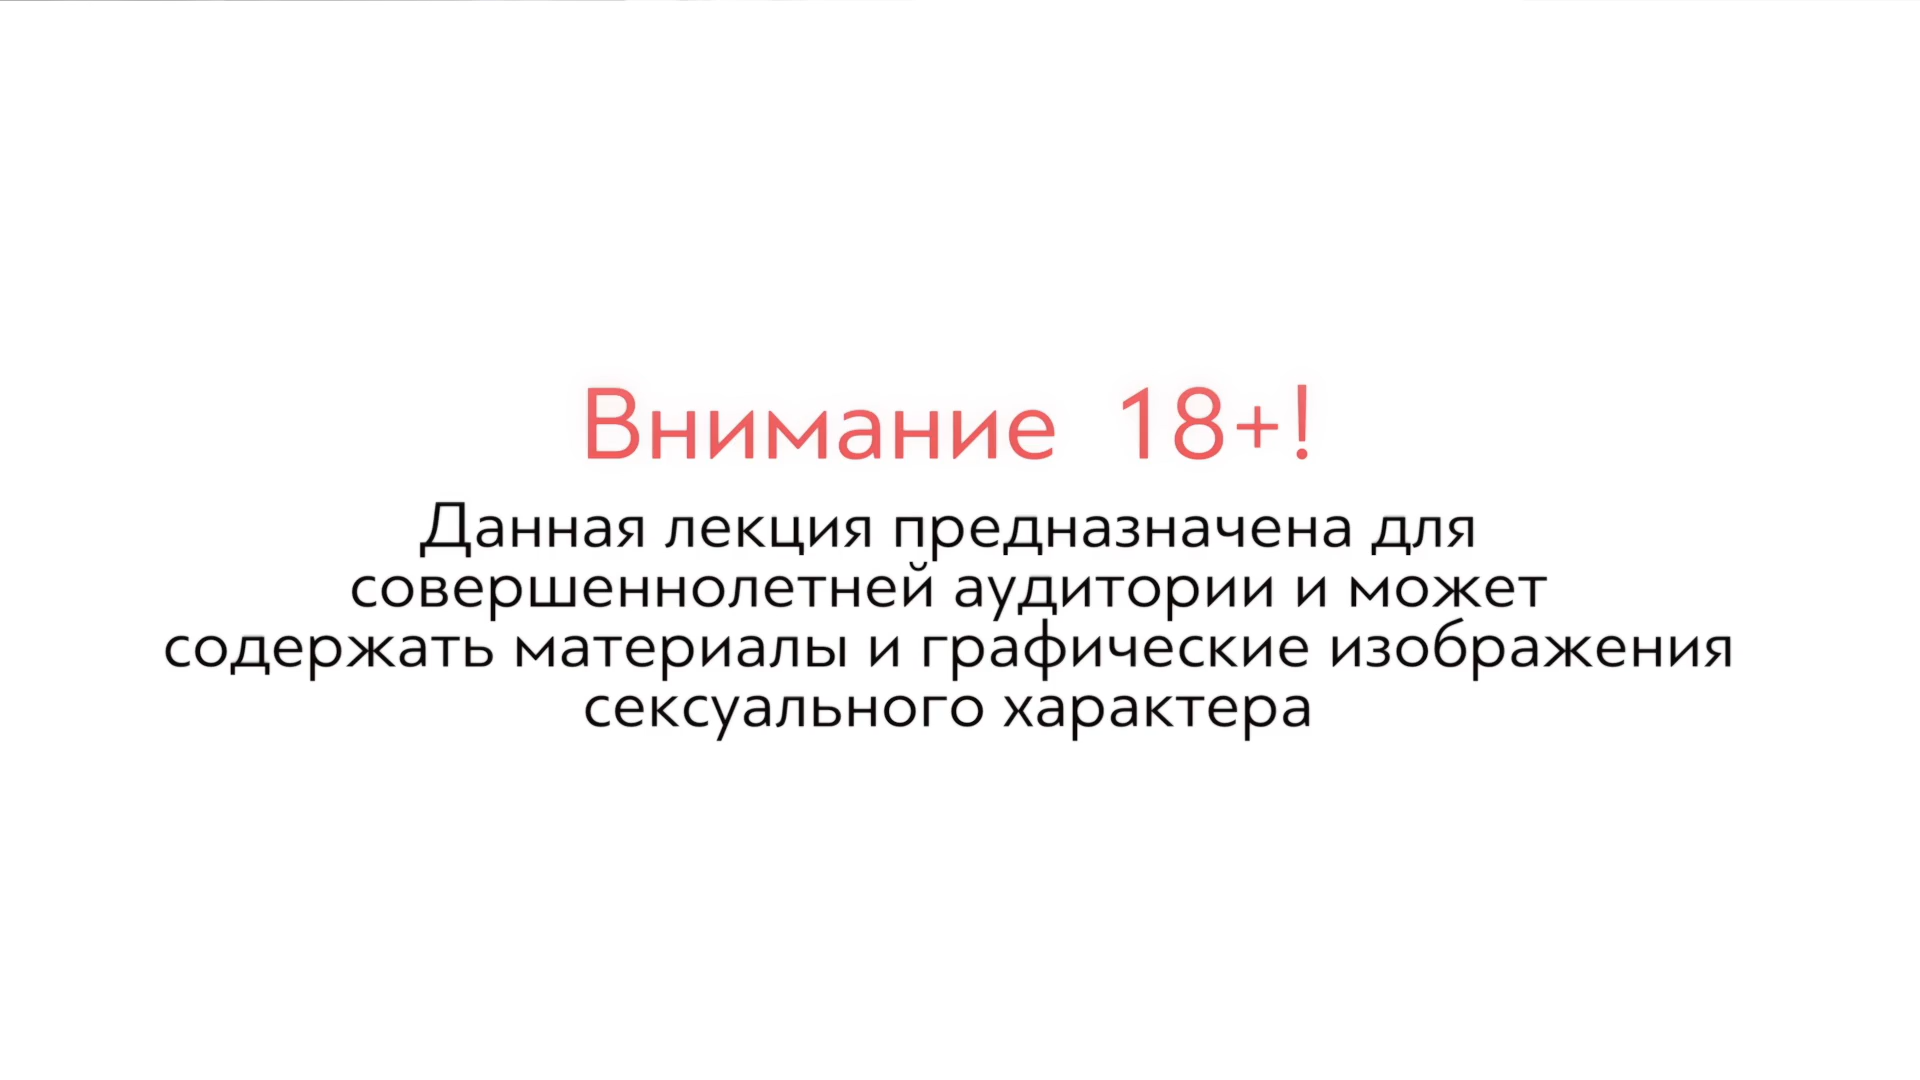 Внимание 18+!
Данная лекция предназначена для
совершеннолетней аудитории и может
содержать материалы и графические изображения
сексуального характера